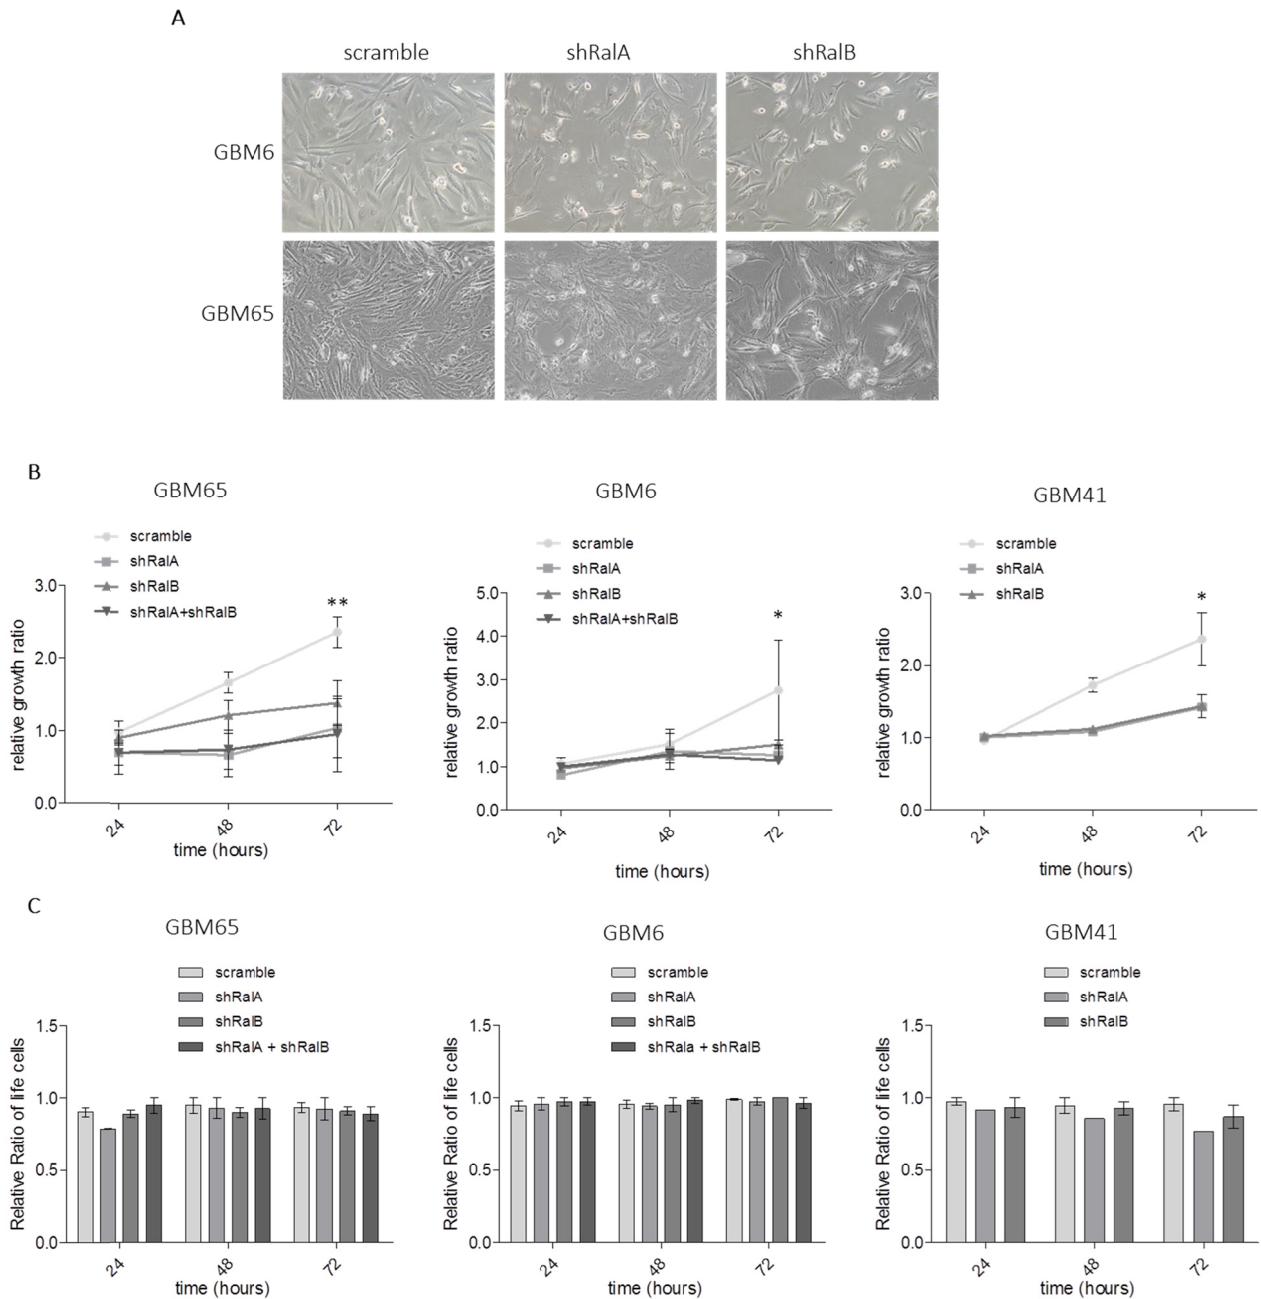 A
scramble shRalA shRalB
GBM6
GBM65
B
GBM65
scramble
shRalA
shRalB
shRalA+shRalB
**
3.0
2.0
1.0
0.0
relative growth ratio
24 48 72
time (hours)
GBM6
scramble
shRalA
shRalB
shRalA+shRalB
*
5.0
4.0
3.0
2.0
1.0
0.0
relative growth ratio
24 48 72
time (hours)
GBM41
scramble
shRalA
shRalB
*
3.0
2.0
1.0
0.0
relative growth ratio
24 48 72
time (hours)
C
GBM65
scramble
shRalA
shRalB
shRalA + shRalB
1.5
1.0
0.5
0.0
Relative Ratio of life cells
24 48 72
time (hours)
GBM6
scramble
shRalA
shRalB
shRala + shRalB
1.5
1.0
0.5
0.0
Relative Ratio of life cells
24 48 72
time (hours)
GBM41
scramble
shRalA
shRalB
1.5
1.0
0.5
0.0
Relative Ratio of life cells
24 48 72
time (hours)